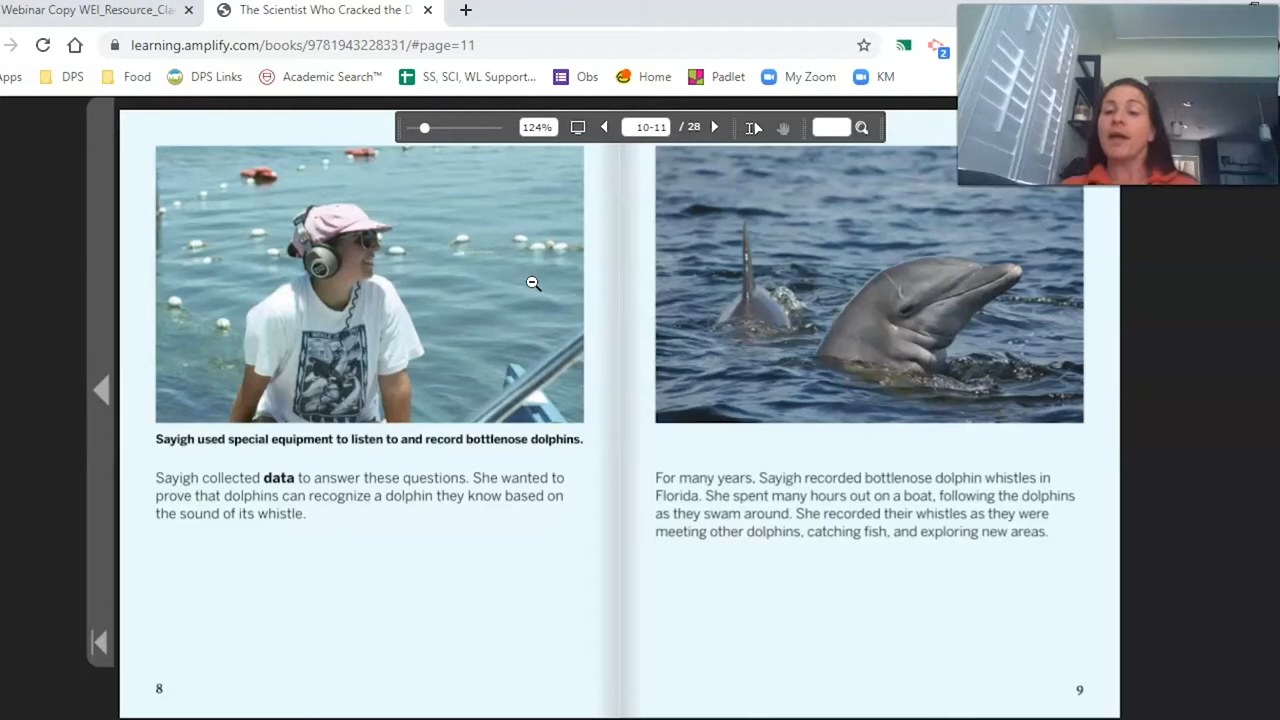 Webinar Copy WEI_Resource_Cla
The Scientist Who Cracked the D
learning.amplify.com/books/9781943228331/#page=11
2
Apps
DPS
Food
DPS Links
Academic Search™
SS, SCI, WL Support...
Obs
Home
Padlet
My Zoom
KM
124%
10-11 / 28
Sayigh used special equipment to listen to and record bottlenose dolphins.
Sayigh collected data to answer these questions. She wanted to
prove that dolphins can recognize a dolphin they know based on
the sound of its whistle.
8
For many years, Sayigh recorded bottlenose dolphin whistles in
Florida. She spent many hours out on a boat, following the dolphins
as they swam around. She recorded their whistles as they were
meeting other dolphins, catching fish, and exploring new areas.
9